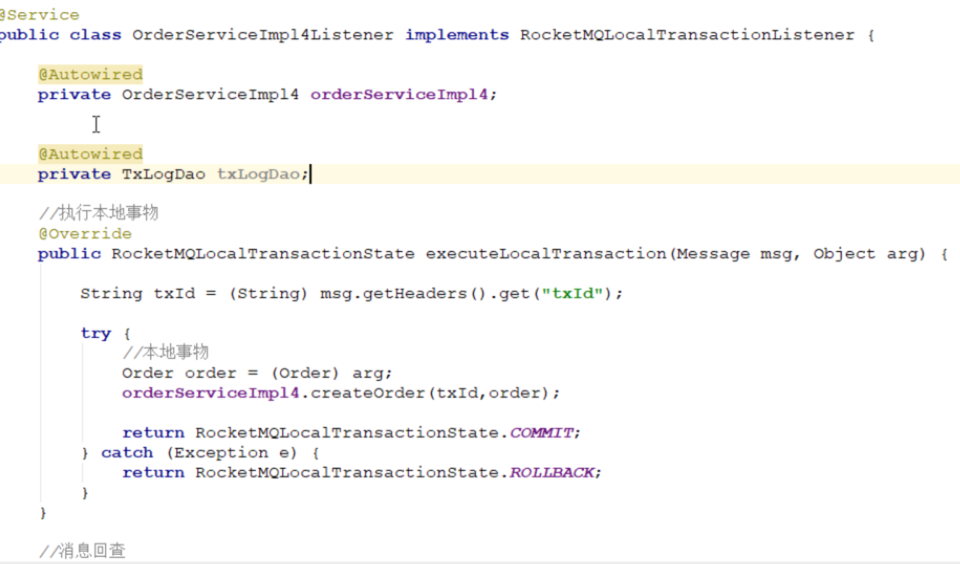 @Service
public class OrderServiceImpl4Listener implements RocketMQLocalTransactionListener {
@Autowired
private OrderServiceImpl4 orderServiceImpl4;
@Autowired
private TxLogDao txLogDao;
//执行本地事物
@Override
public RocketMQLocalTransactionState executeLocalTransaction(Message msg, Object arg) {
String txId = (String) msg.getHeaders().get("txId");
try {
//本地事物
Order order = (Order) arg;
orderServiceImpl4.createOrder(txId,order);
return RocketMQLocalTransactionState.COMMIT;
} catch (Exception e) {
return RocketMQLocalTransactionState.ROLLBACK;
}
}
//消息回查